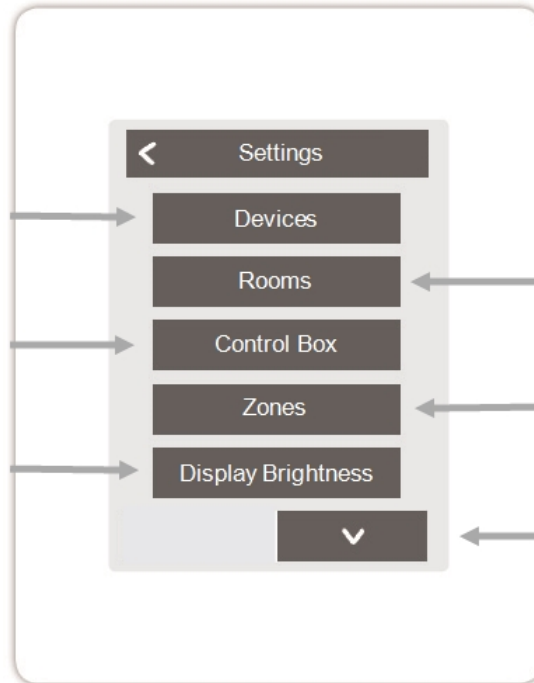 Settings
Devices
Rooms
Control Box
Zones
Display Brightness